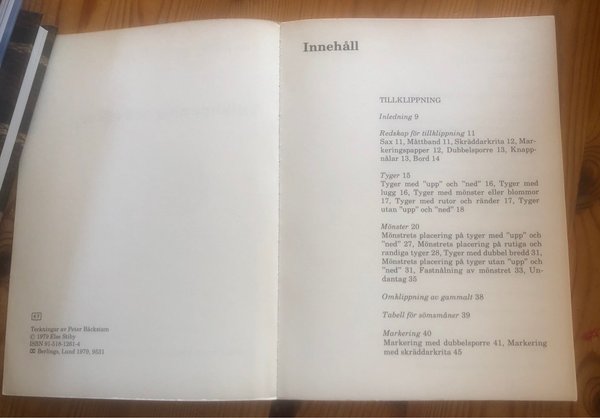 Teckningar av Peter Bäckstam
© 1979 Else Stiby
ISBN 91-518-1261-4
Berlings, Lund 1979, 9531
Innehåll
TILLKLIPPNING
Inledning 9
Redskap för tillklippning 11
Sax 11, Måttband 11, Skräddarkrita 12, Mar-
keringspapper 12, Dubbelsporre 13, Knapp-
nålar 13, Bord 14
Tyger 15
Tyger med "upp" och "ned" 16, Tyger med
lugg 16, Tyger med mönster eller blommor
17, Tyger med rutor och ränder 17, Tyger
utan "upp" och "ned" 18
Mönster 20
Mönstrets placering på tyger med "upp" och
"ned" 27, Mönstrets placering på rutiga och
randiga tyger 28, Tyger med dubbel bredd 31,
Mönstrets placering på tyger utan "upp" och
"ned" 31, Fastnålning av mönstret 33, Un-
dantag 35
Omklippning av gammalt 38
Tabell för sömsmåner 39
Markering 40
Markering med dubbelsporre 41, Markering
med skräddarkrita 45